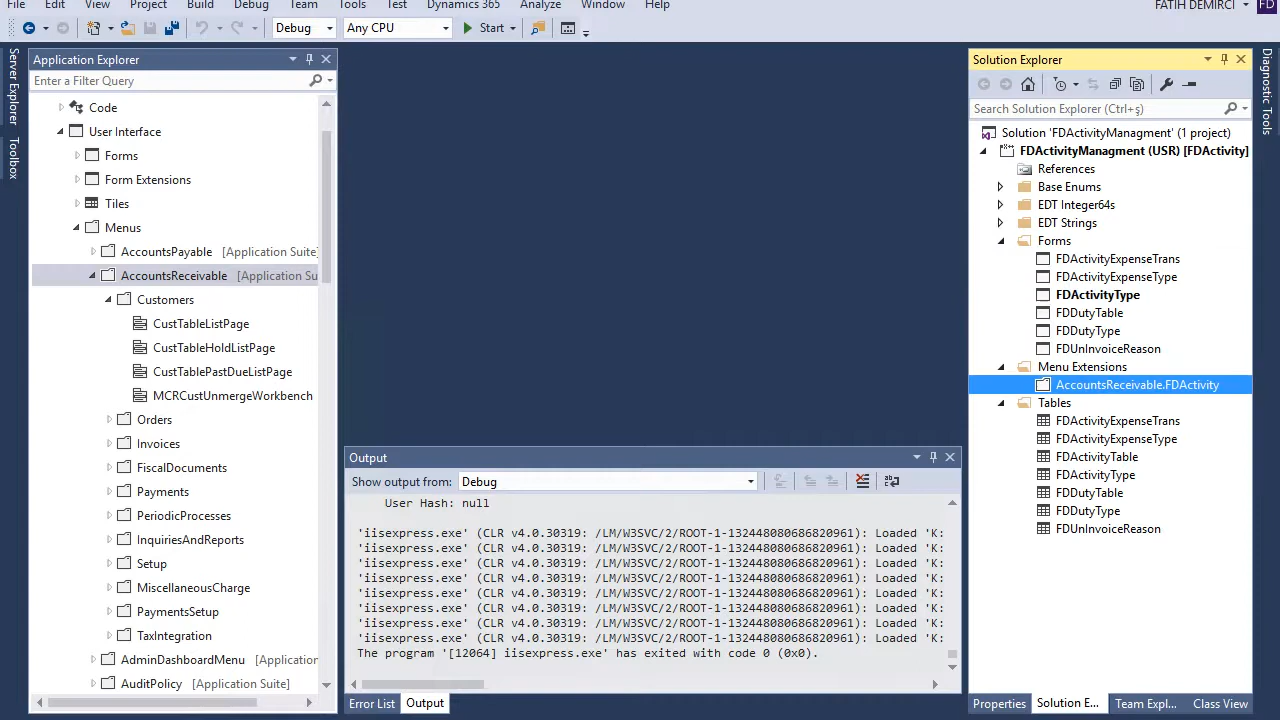 File Edit View Project Build Debug Team Tools Test Dynamics 365 Analyze Window Help FATIH DEMIRCI FD
Debug Any CPU Start
Server Explorer
Toolbox
Application Explorer
Enter a Filter Query
Code
User Interface
Forms
Form Extensions
Tiles
Menus
AccountsPayable [Application Suite]
AccountsReceivable [Application Su
Customers
CustTableListPage
CustTableHoldListPage
CustTablePastDueListPage
MCRCustUnmergeWorkbench
Orders
Invoices
FiscalDocuments
Payments
PeriodicProcesses
InquiriesAndReports
Setup
MiscellaneousCharge
PaymentsSetup
TaxIntegration
AdminDashboardMenu [Application
AuditPolicy [Application Suite]
Output
Show output from: Debug
User Hash: null
'iisexpress.exe' (CLR v4.0.30319: /LM/W3SVC/2/ROOT-1-132448080686820961): Loaded 'K:
'iisexpress.exe' (CLR v4.0.30319: /LM/W3SVC/2/ROOT-1-132448080686820961): Loaded 'K:
'iisexpress.exe' (CLR v4.0.30319: /LM/W3SVC/2/ROOT-1-132448080686820961): Loaded 'K:
'iisexpress.exe' (CLR v4.0.30319: /LM/W3SVC/2/ROOT-1-132448080686820961): Loaded 'K:
'iisexpress.exe' (CLR v4.0.30319: /LM/W3SVC/2/ROOT-1-132448080686820961): Loaded 'K:
'iisexpress.exe' (CLR v4.0.30319: /LM/W3SVC/2/ROOT-1-132448080686820961): Loaded 'K:
'iisexpress.exe' (CLR v4.0.30319: /LM/W3SVC/2/ROOT-1-132448080686820961): Loaded 'K:
'iisexpress.exe' (CLR v4.0.30319: /LM/W3SVC/2/ROOT-1-132448080686820961): Loaded 'K:
The program '[12064] iisexpress.exe' has exited with code 0 (0x0).
Error List Output
Solution Explorer
Search Solution Explorer (Ctrl+ş)
Solution 'FDActivityManagment' (1 project)
FDActivityManagment (USR) [FDActivity]
References
Base Enums
EDT Integer64s
EDT Strings
Forms
FDActivityExpenseTrans
FDActivityExpenseType
FDActivityType
FDDutyTable
FDDutyType
FDUnInvoiceReason
Menu Extensions
AccountsReceivable.FDActivity
Tables
FDActivityExpenseTrans
FDActivityExpenseType
FDActivityTable
FDActivityType
FDDutyTable
FDDutyType
FDUnInvoiceReason
Properties Solution E... Team Expl... Class View
Diagnostic Tools